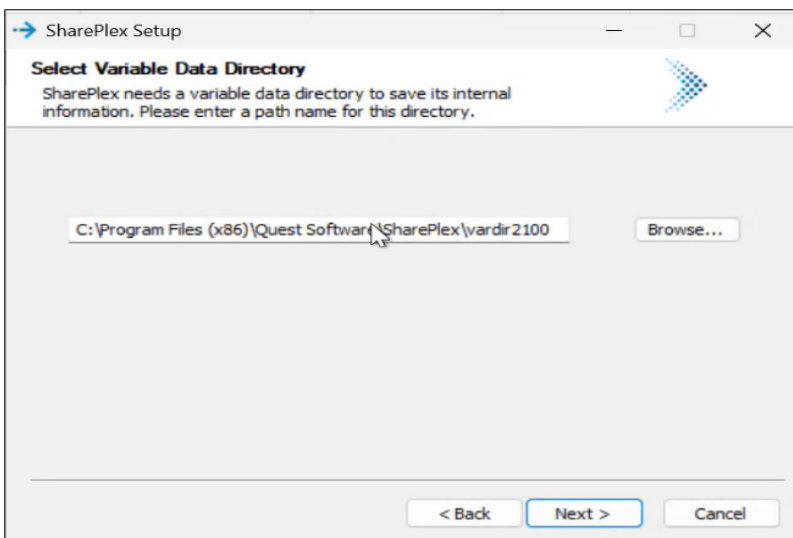 SharePlex Setup
Select Variable Data Directory
SharePlex needs a variable data directory to save its internal
information. Please enter a path name for this directory.
C:\Program Files (x86)\Quest Software\SharePlex\vardir2100
Browse...
< Back
Next >
Cancel